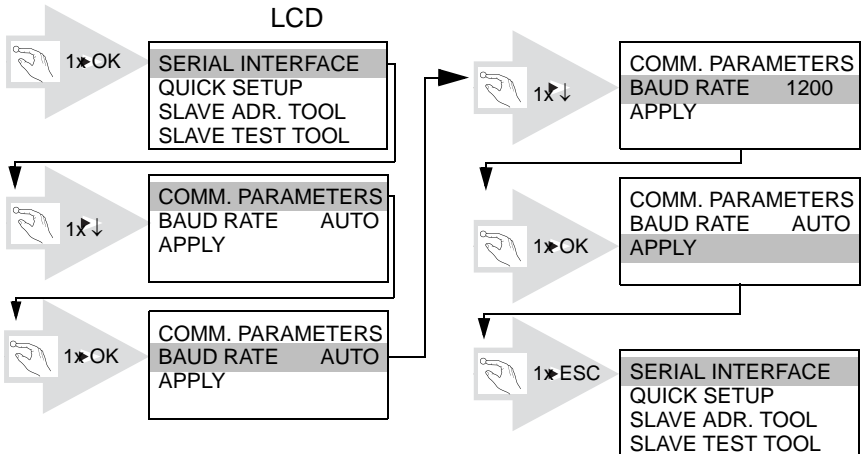 LCD
1x OK
SERIAL INTERFACE
QUICK SETUP
SLAVE ADR. TOOL
SLAVE TEST TOOL
1x ↓
COMM. PARAMETERS
BAUD RATE AUTO
APPLY
1x OK
COMM. PARAMETERS
BAUD RATE AUTO
APPLY
1x ↓
COMM. PARAMETERS
BAUD RATE 1200
APPLY
1x OK
COMM. PARAMETERS
BAUD RATE AUTO
APPLY
1x ESC
SERIAL INTERFACE
QUICK SETUP
SLAVE ADR. TOOL
SLAVE TEST TOOL